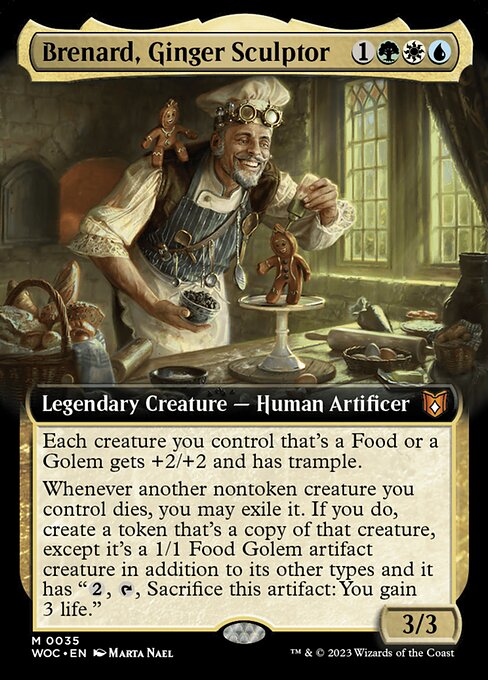 Brenard, Ginger Sculptor 1
Legendary Creature — Human Artificer
Each creature you control that's a Food or a
Golem gets +2/+2 and has trample.
Whenever another nontoken creature you
control dies, you may exile it. If you do,
create a token that's a copy of that creature,
except it's a 1/1 Food Golem artifact
creature in addition to its other types and it
has “2, , Sacrifice this artifact: You gain
3 life.”
3/3
M 0035
WOC • EN Marta Nael
™ & © 2023 Wizards of the Coast